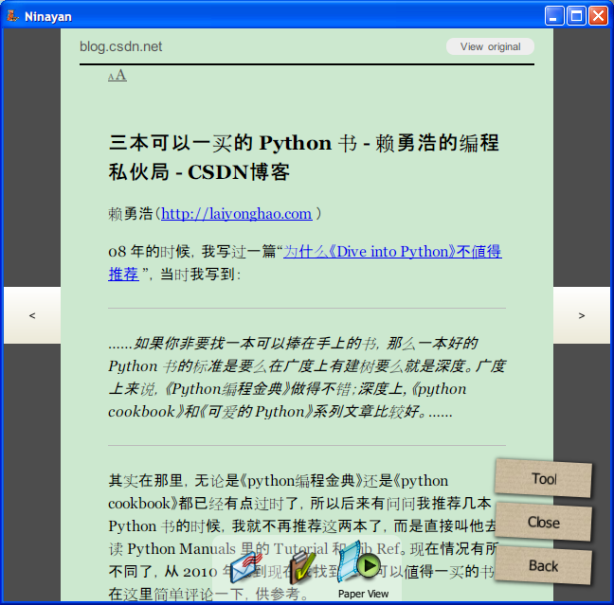 Ninayan
blog.csdn.net
View original
AA
三本可以一买的 Python 书 - 赖勇浩的编程
私伙局 - CSDN博客
赖勇浩（http://laiyonghao.com ）
08 年的时候，我写过一篇“为什么《Dive into Python》不值得
推荐 ”，当时我写到：
<
>
……如果你非要找一本可以捧在手上的书，那么一本好的
Python 书的标准是要么在广度上有建树要么就是深度。广度
上来说，《Python编程金典》做得不错；深度上，《python
cookbook》和《可爱的 Python》系列文章比较好。……
其实在那里，无论是《python编程金典》还是《python
cookbook》都已经有点过时了，所以后来有问问我推荐几本
Python 书的时候，我就不再推荐这两本了，而是直接叫他去
读 Python Manuals 里的 Tutorial 和 Lib Ref。现在情况有所
不同了，从 2010 到现在找到可以值得一买的书
在这里简单评论一下，供参考。
Tool
Close
Back
Paper View